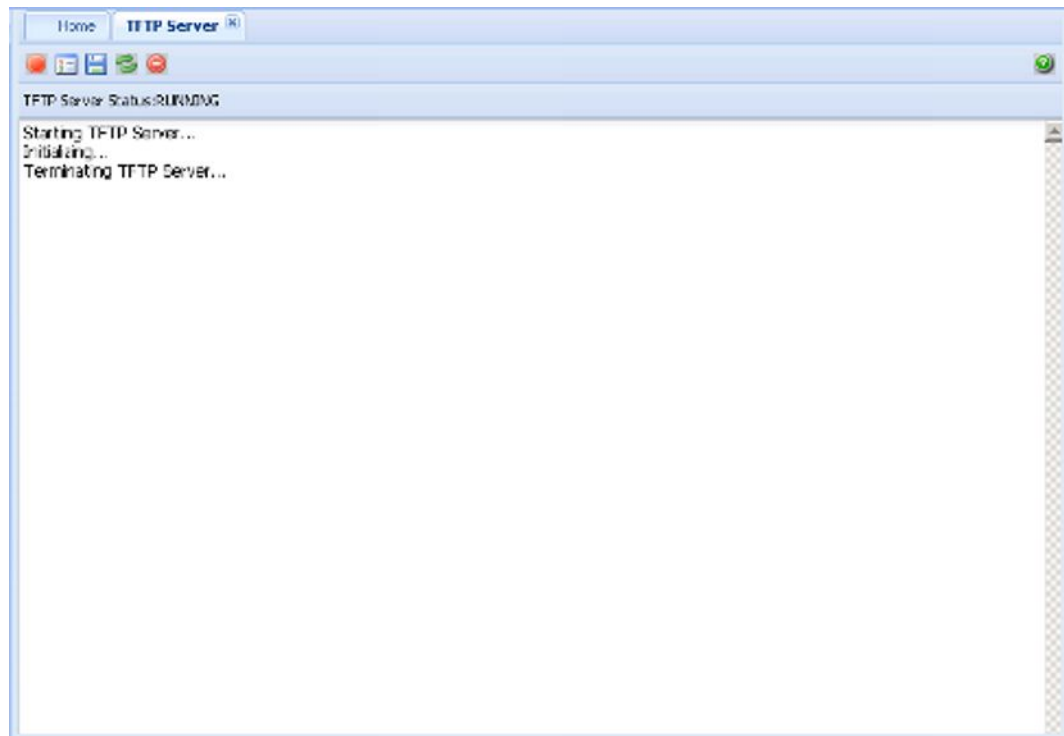 Home TFTP Server
TFTP Server Status:RUNNING
Starting TFTP Server...
Initializing...
Terminating TFTP Server...